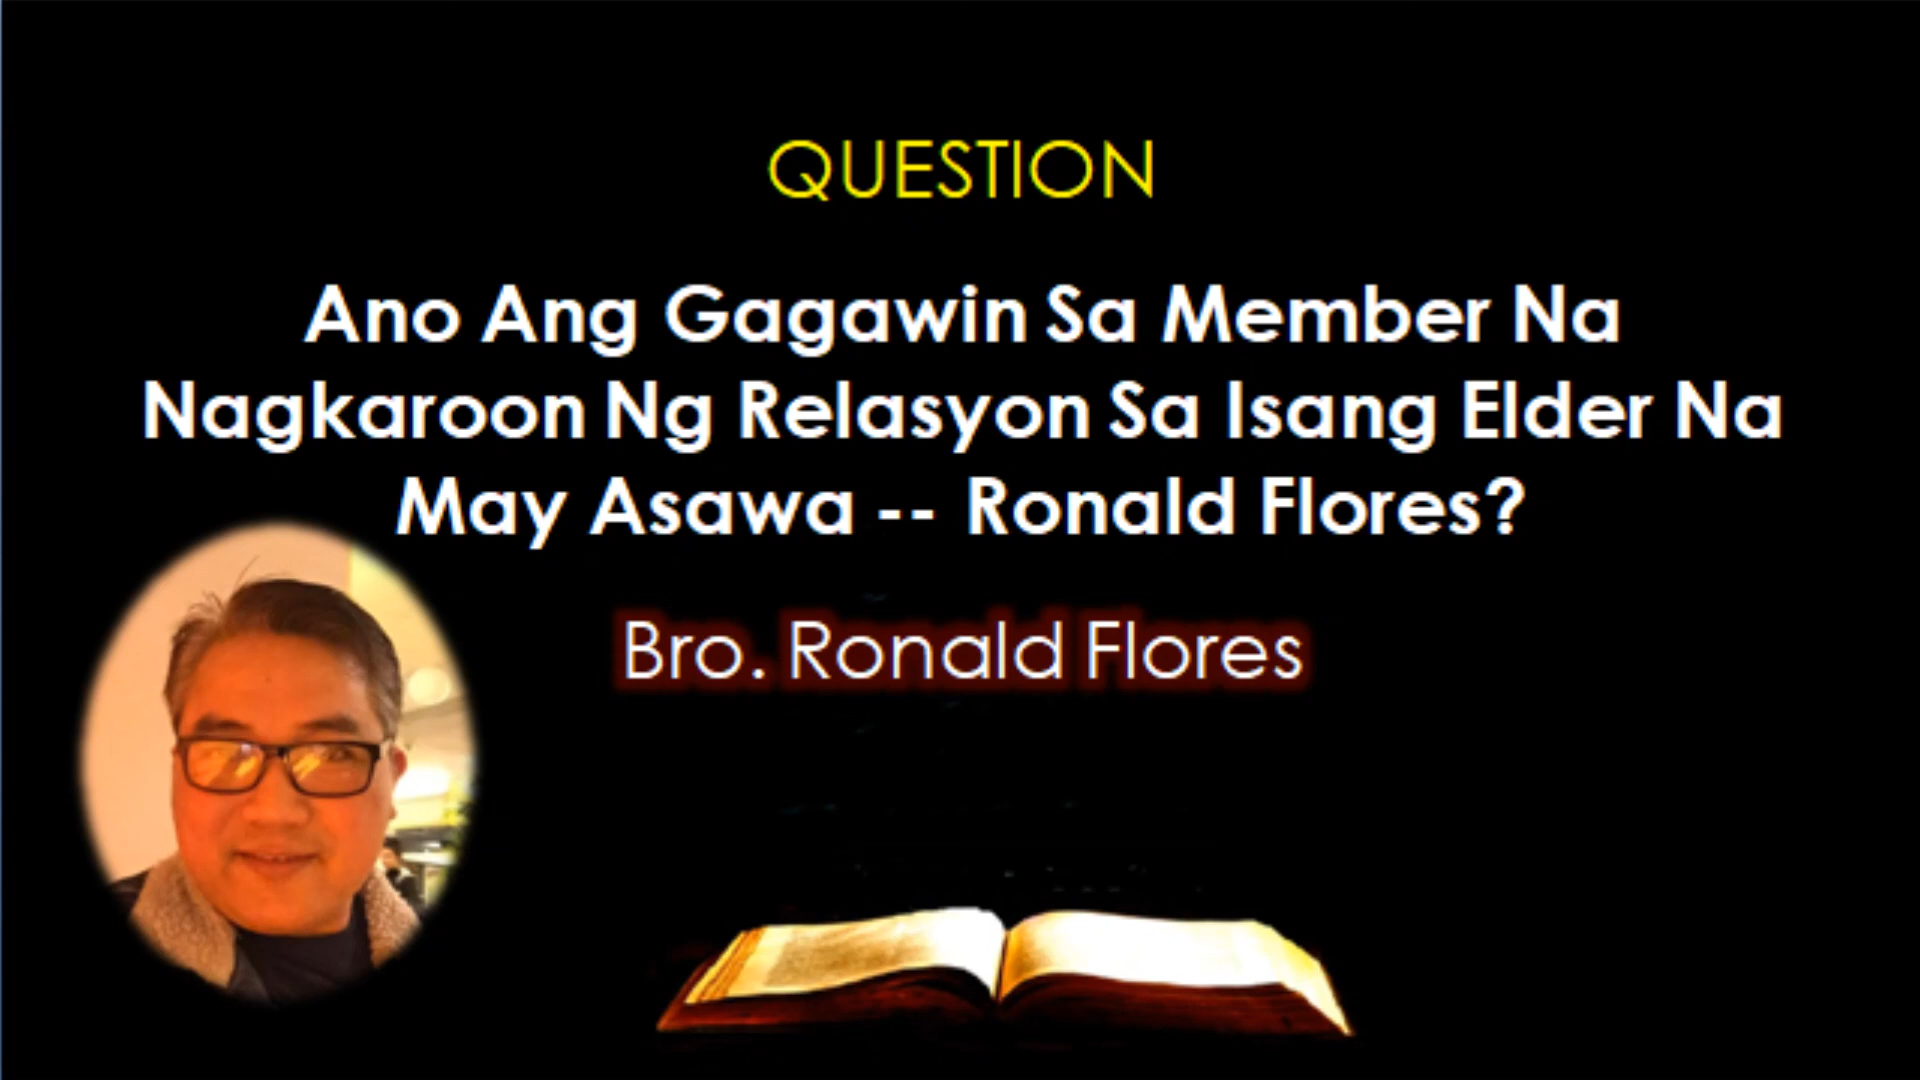 QUESTION
Ano Ang Gagawin Sa Member Na
Nagkaroon Ng Relasyon Sa Isang Elder Na
May Asawa -- Ronald Flores?
Bro. Ronald Flores